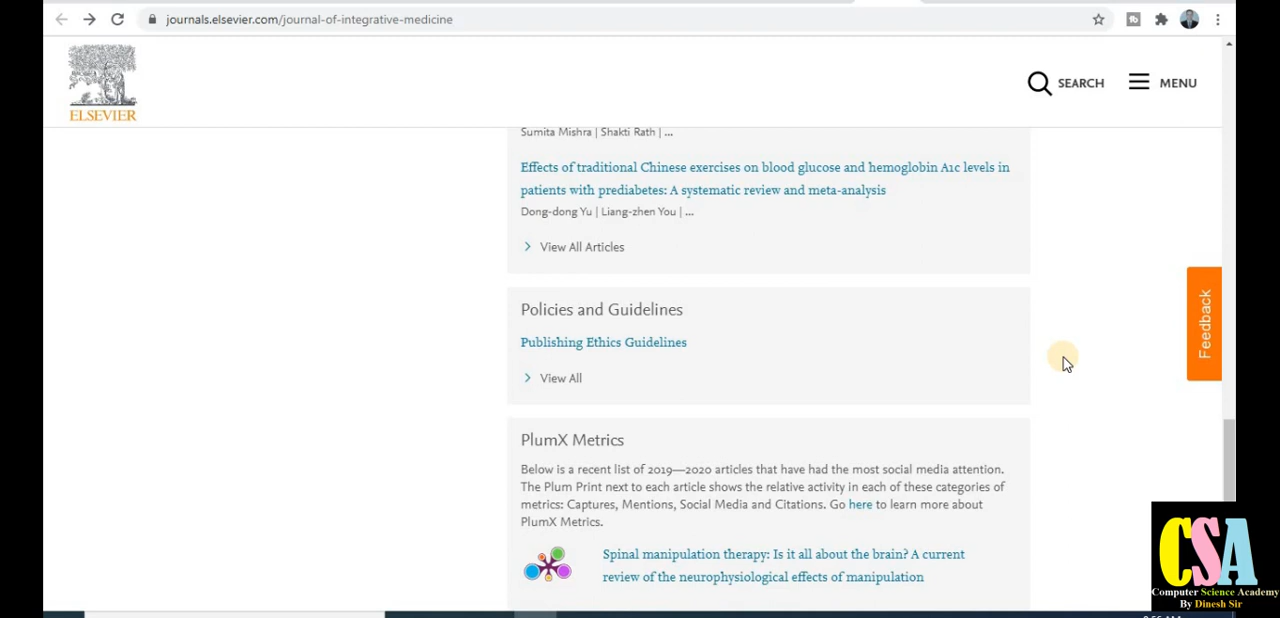 journals.elsevier.com/journal-of-integrative-medicine
ELSEVIER
SEARCH
MENU
Sumita Mishra | Shakti Rath | ...
Effects of traditional Chinese exercises on blood glucose and hemoglobin A1c levels in
patients with prediabetes: A systematic review and meta-analysis
Dong-dong Yu | Liang-zhen You | ...
View All Articles
Policies and Guidelines
Publishing Ethics Guidelines
View All
Feedback
PlumX Metrics
Below is a recent list of 2019—2020 articles that have had the most social media attention.
The Plum Print next to each article shows the relative activity in each of these categories of
metrics: Captures, Mentions, Social Media and Citations. Go here to learn more about
PlumX Metrics.
Spinal manipulation therapy: Is it all about the brain? A current
review of the neurophysiological effects of manipulation
CSA
Computer Science Academy
By Dinesh Sir